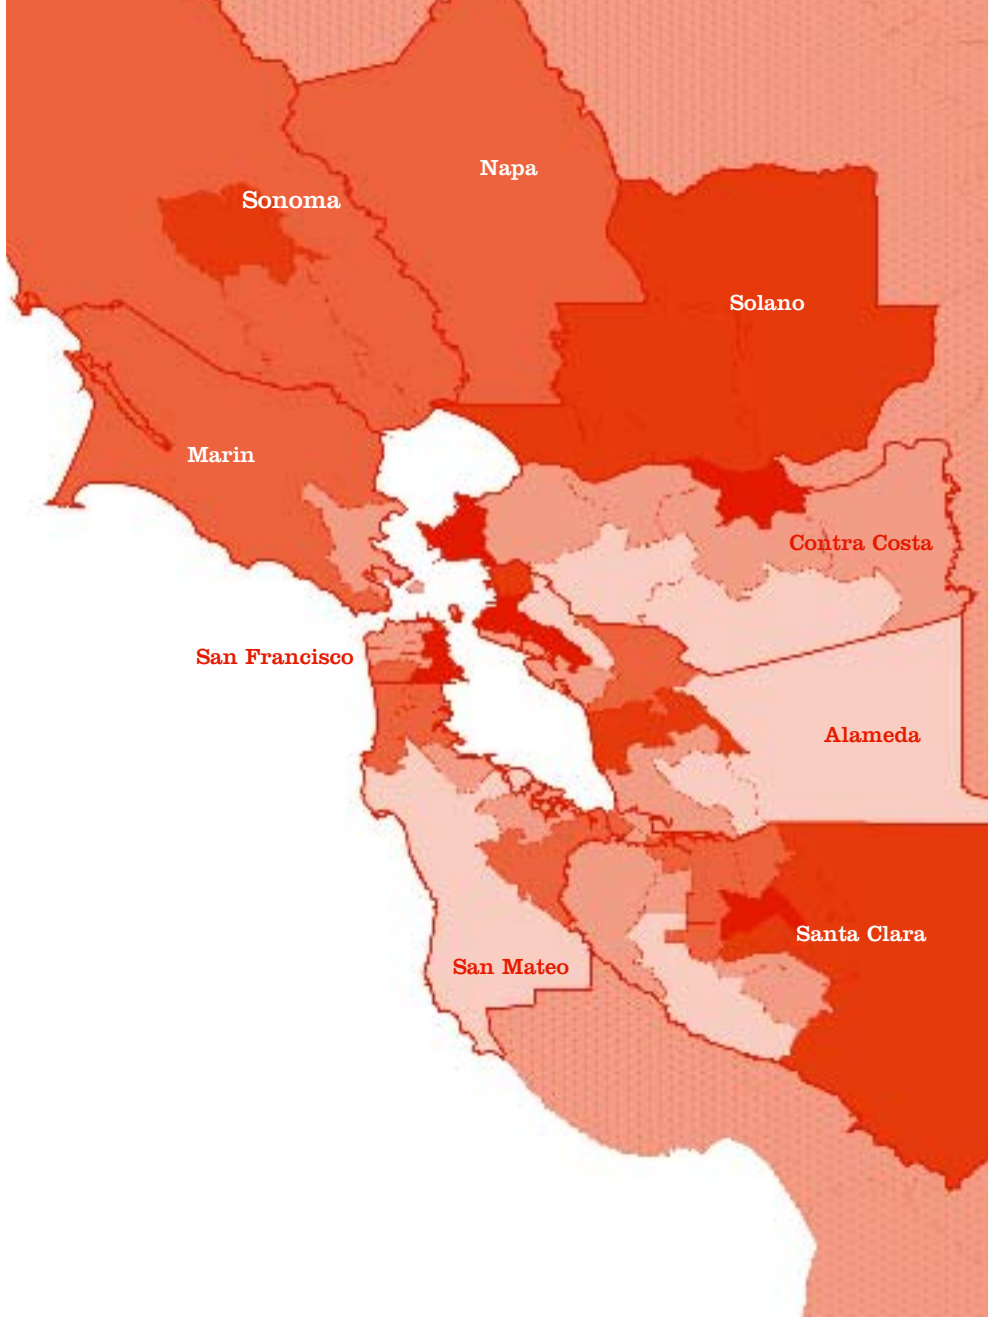 Napa
Sonoma
Solano
Marin
Contra Costa
San Francisco
Alameda
Santa Clara
San Mateo